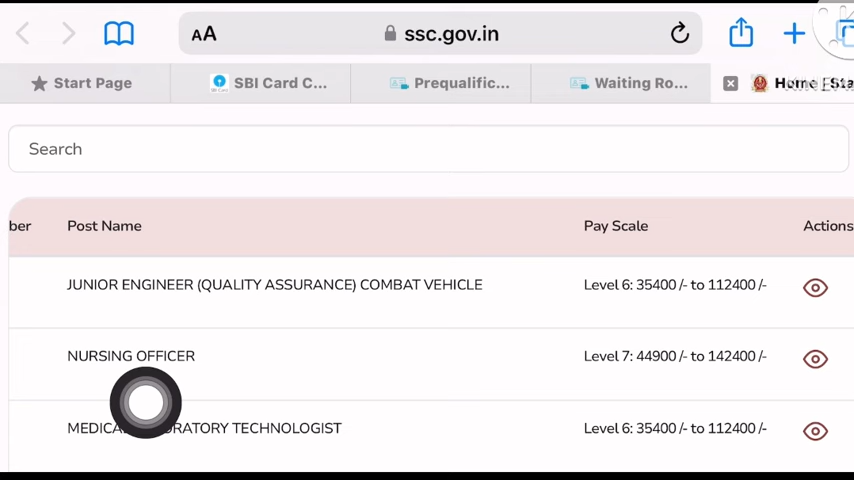 AA
ssc.gov.in
Start Page
SBI Card C...
Prequalific...
Waiting Ro...
Search
ber Post Name Pay Scale Actions
JUNIOR ENGINEER (QUALITY ASSURANCE) COMBAT VEHICLE Level 6: 35400 /- to 112400 /-
NURSING OFFICER Level 7: 44900 /- to 142400 /-
TECHNOLOGIST Level 6: 35400 /- to 112400 /-